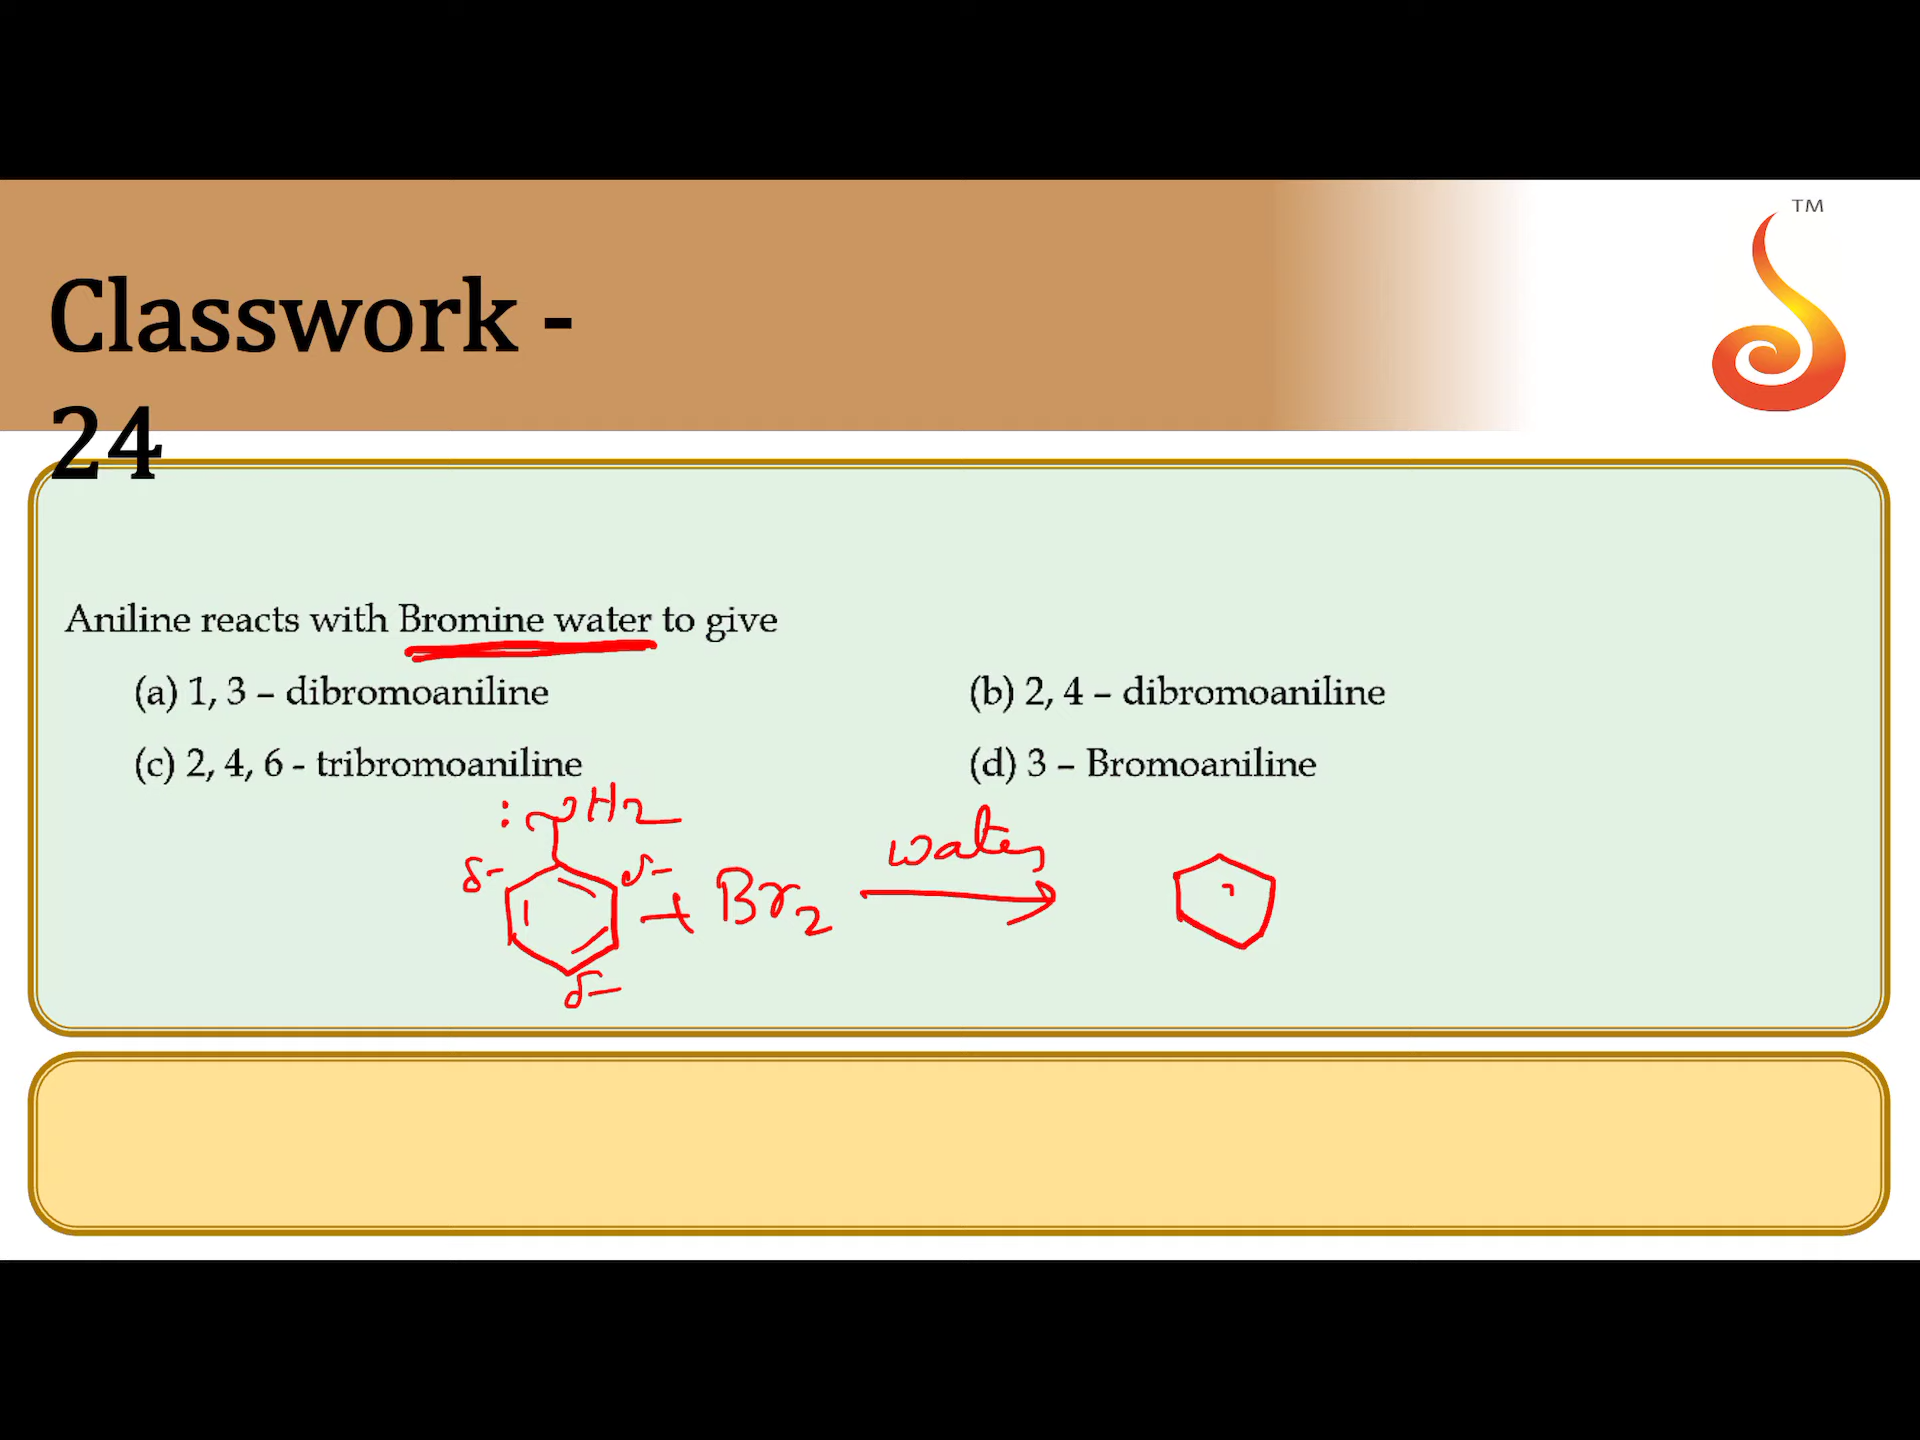 TM
Classwork -
24
Aniline reacts with Bromine water to give
(a) 1, 3 – dibromoaniline
(b) 2, 4 – dibromoaniline
(c) 2, 4, 6 - tribromoaniline
(d) 3 – Bromoaniline
: NH2
δ- δ-
+ Br2
water
δ-